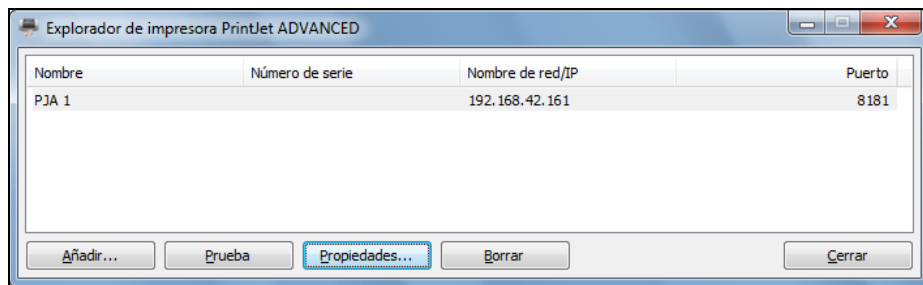 Explorador de impresora PrintJet ADVANCED
Nombre Número de serie Nombre de red/IP Puerto
PJA 1 192.168.42.161 8181
Añadir... Prueba Propiedades... Borrar Cerrar